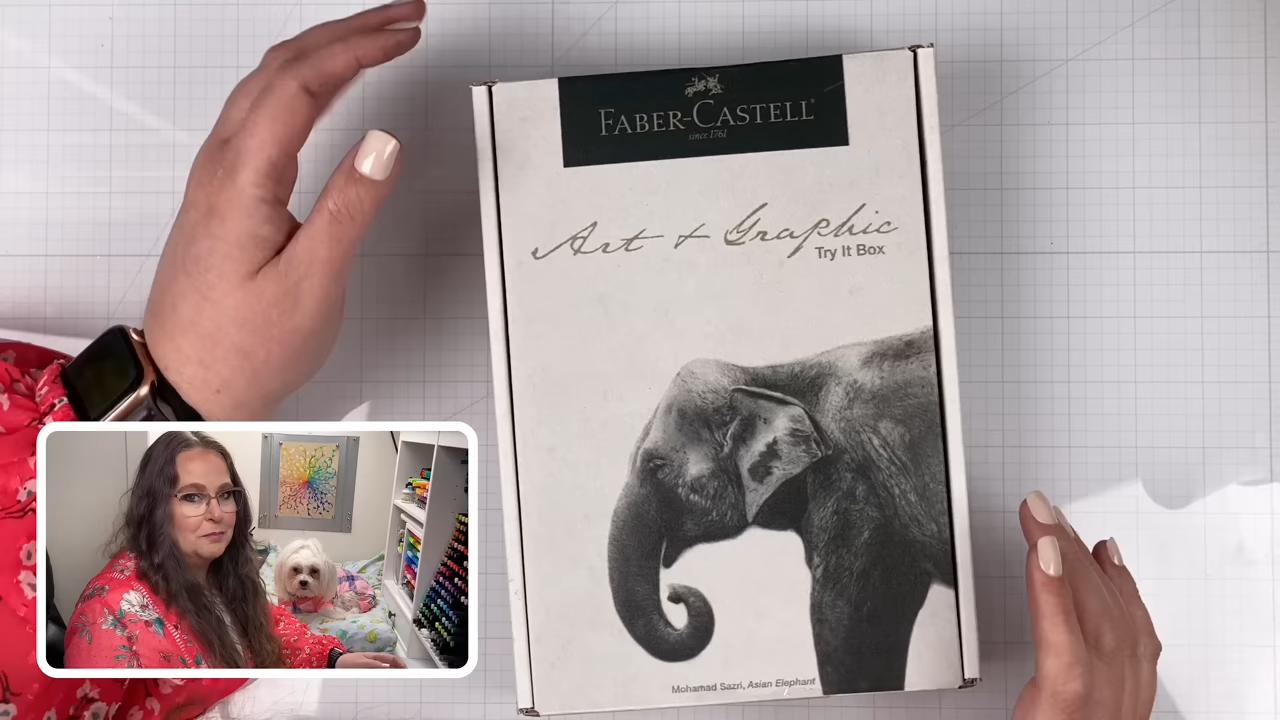 FABER-CASTELL®
since 1761
Art + Graphic
Try It Box
Mohamad Sazri, Asian Elephant